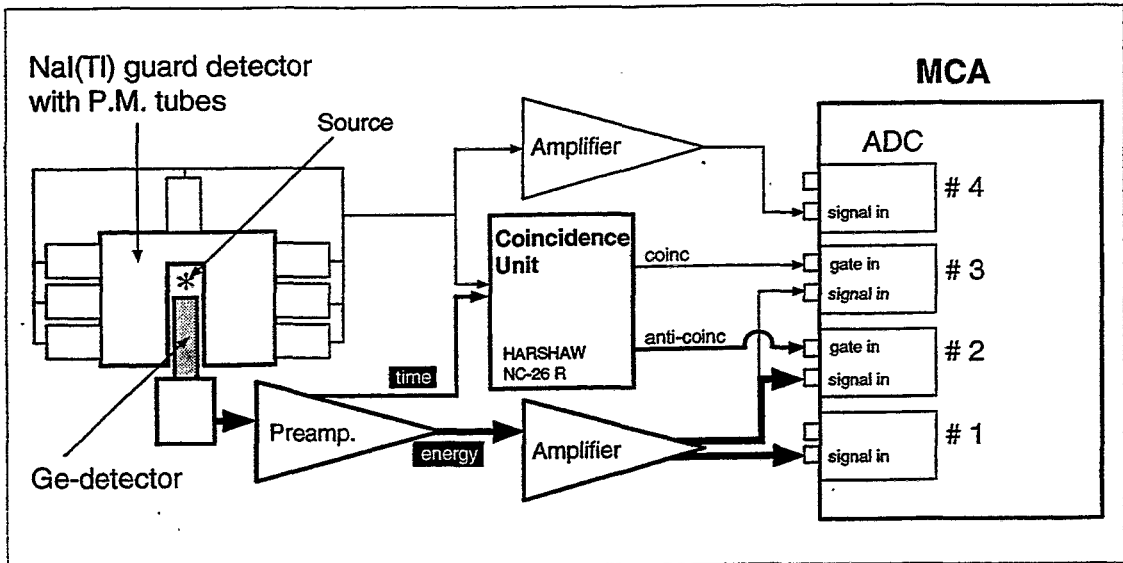 NaI(Tl) guard detector
with P.M. tubes
Source
Amplifier
MCA
ADC
# 4
signal in
Coincidence
Unit
coinc
gate in
# 3
signal in
anti-coinc
gate in
# 2
signal in
HARSHAW
NC-26 R
time
Preamp.
energy
Amplifier
# 1
signal in
Ge-detector